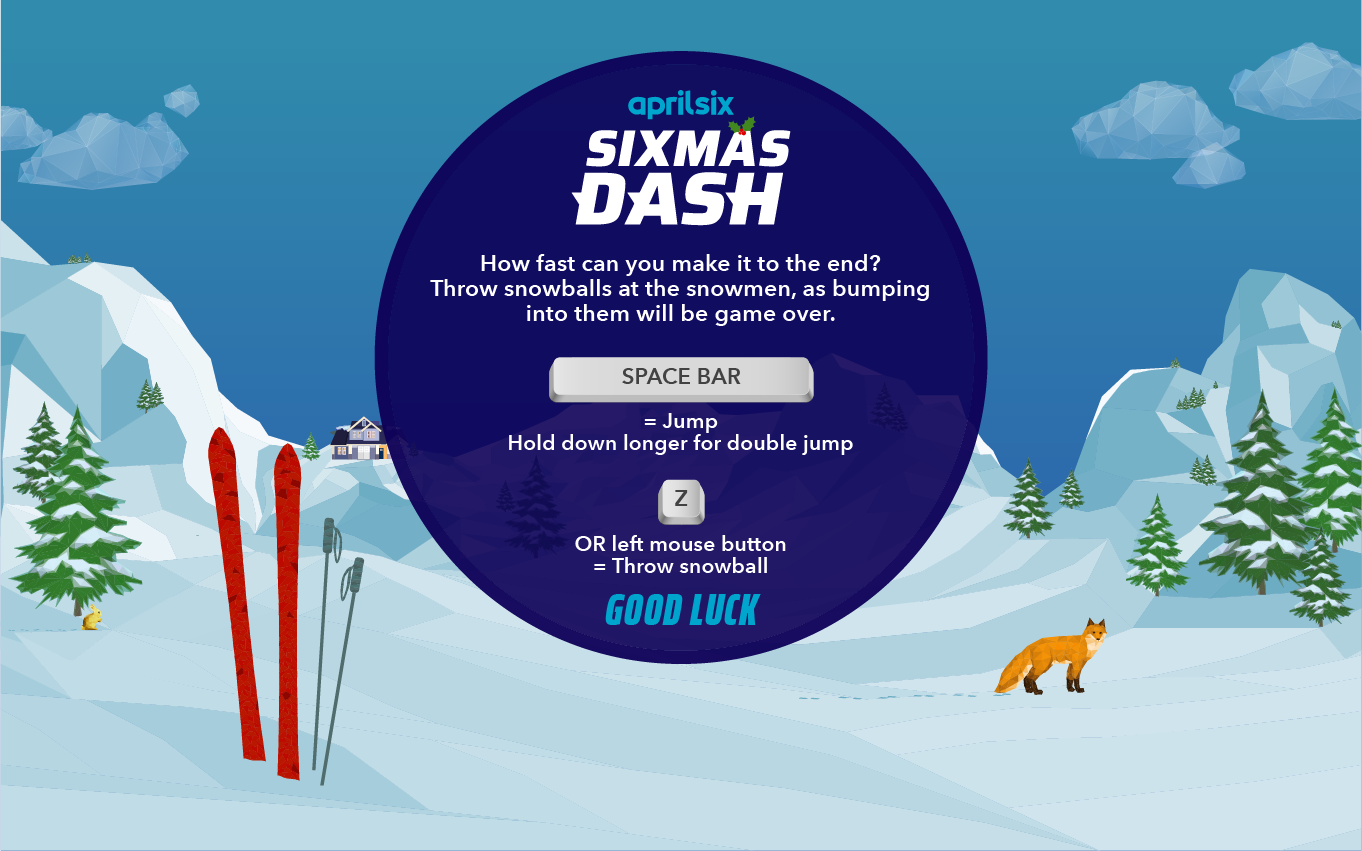 aprilsix
SIXMAS
DASH
How fast can you make it to the end?
Throw snowballs at the snowmen, as bumping
into them will be game over.
SPACE BAR
= Jump
Hold down longer for double jump
Z
OR left mouse button
= Throw snowball
GOOD LUCK